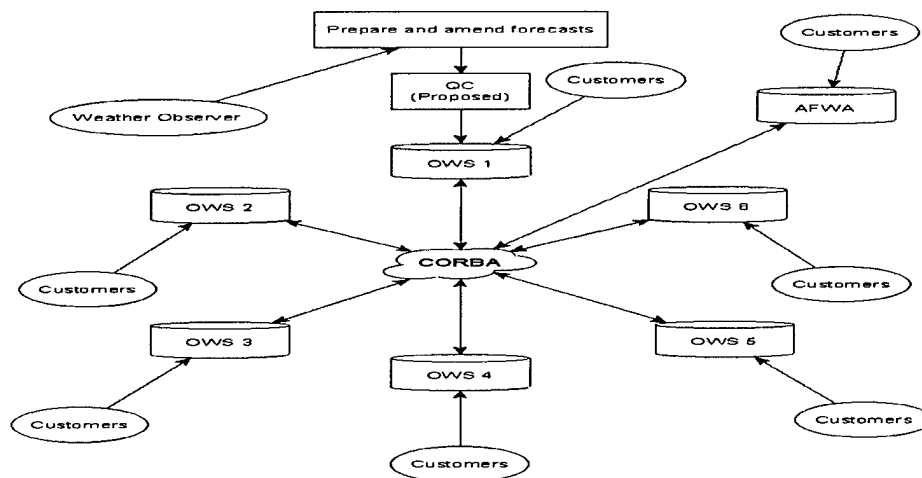 Prepare and amend forecasts
Customers
QC
(Proposed)
Customers
Weather Observer
AFWA
OWS 1
OWS 2
OWS 8
CORBA
Customers
Customers
OWS 3
OWS 5
OWS 4
Customers
Customers
Customers